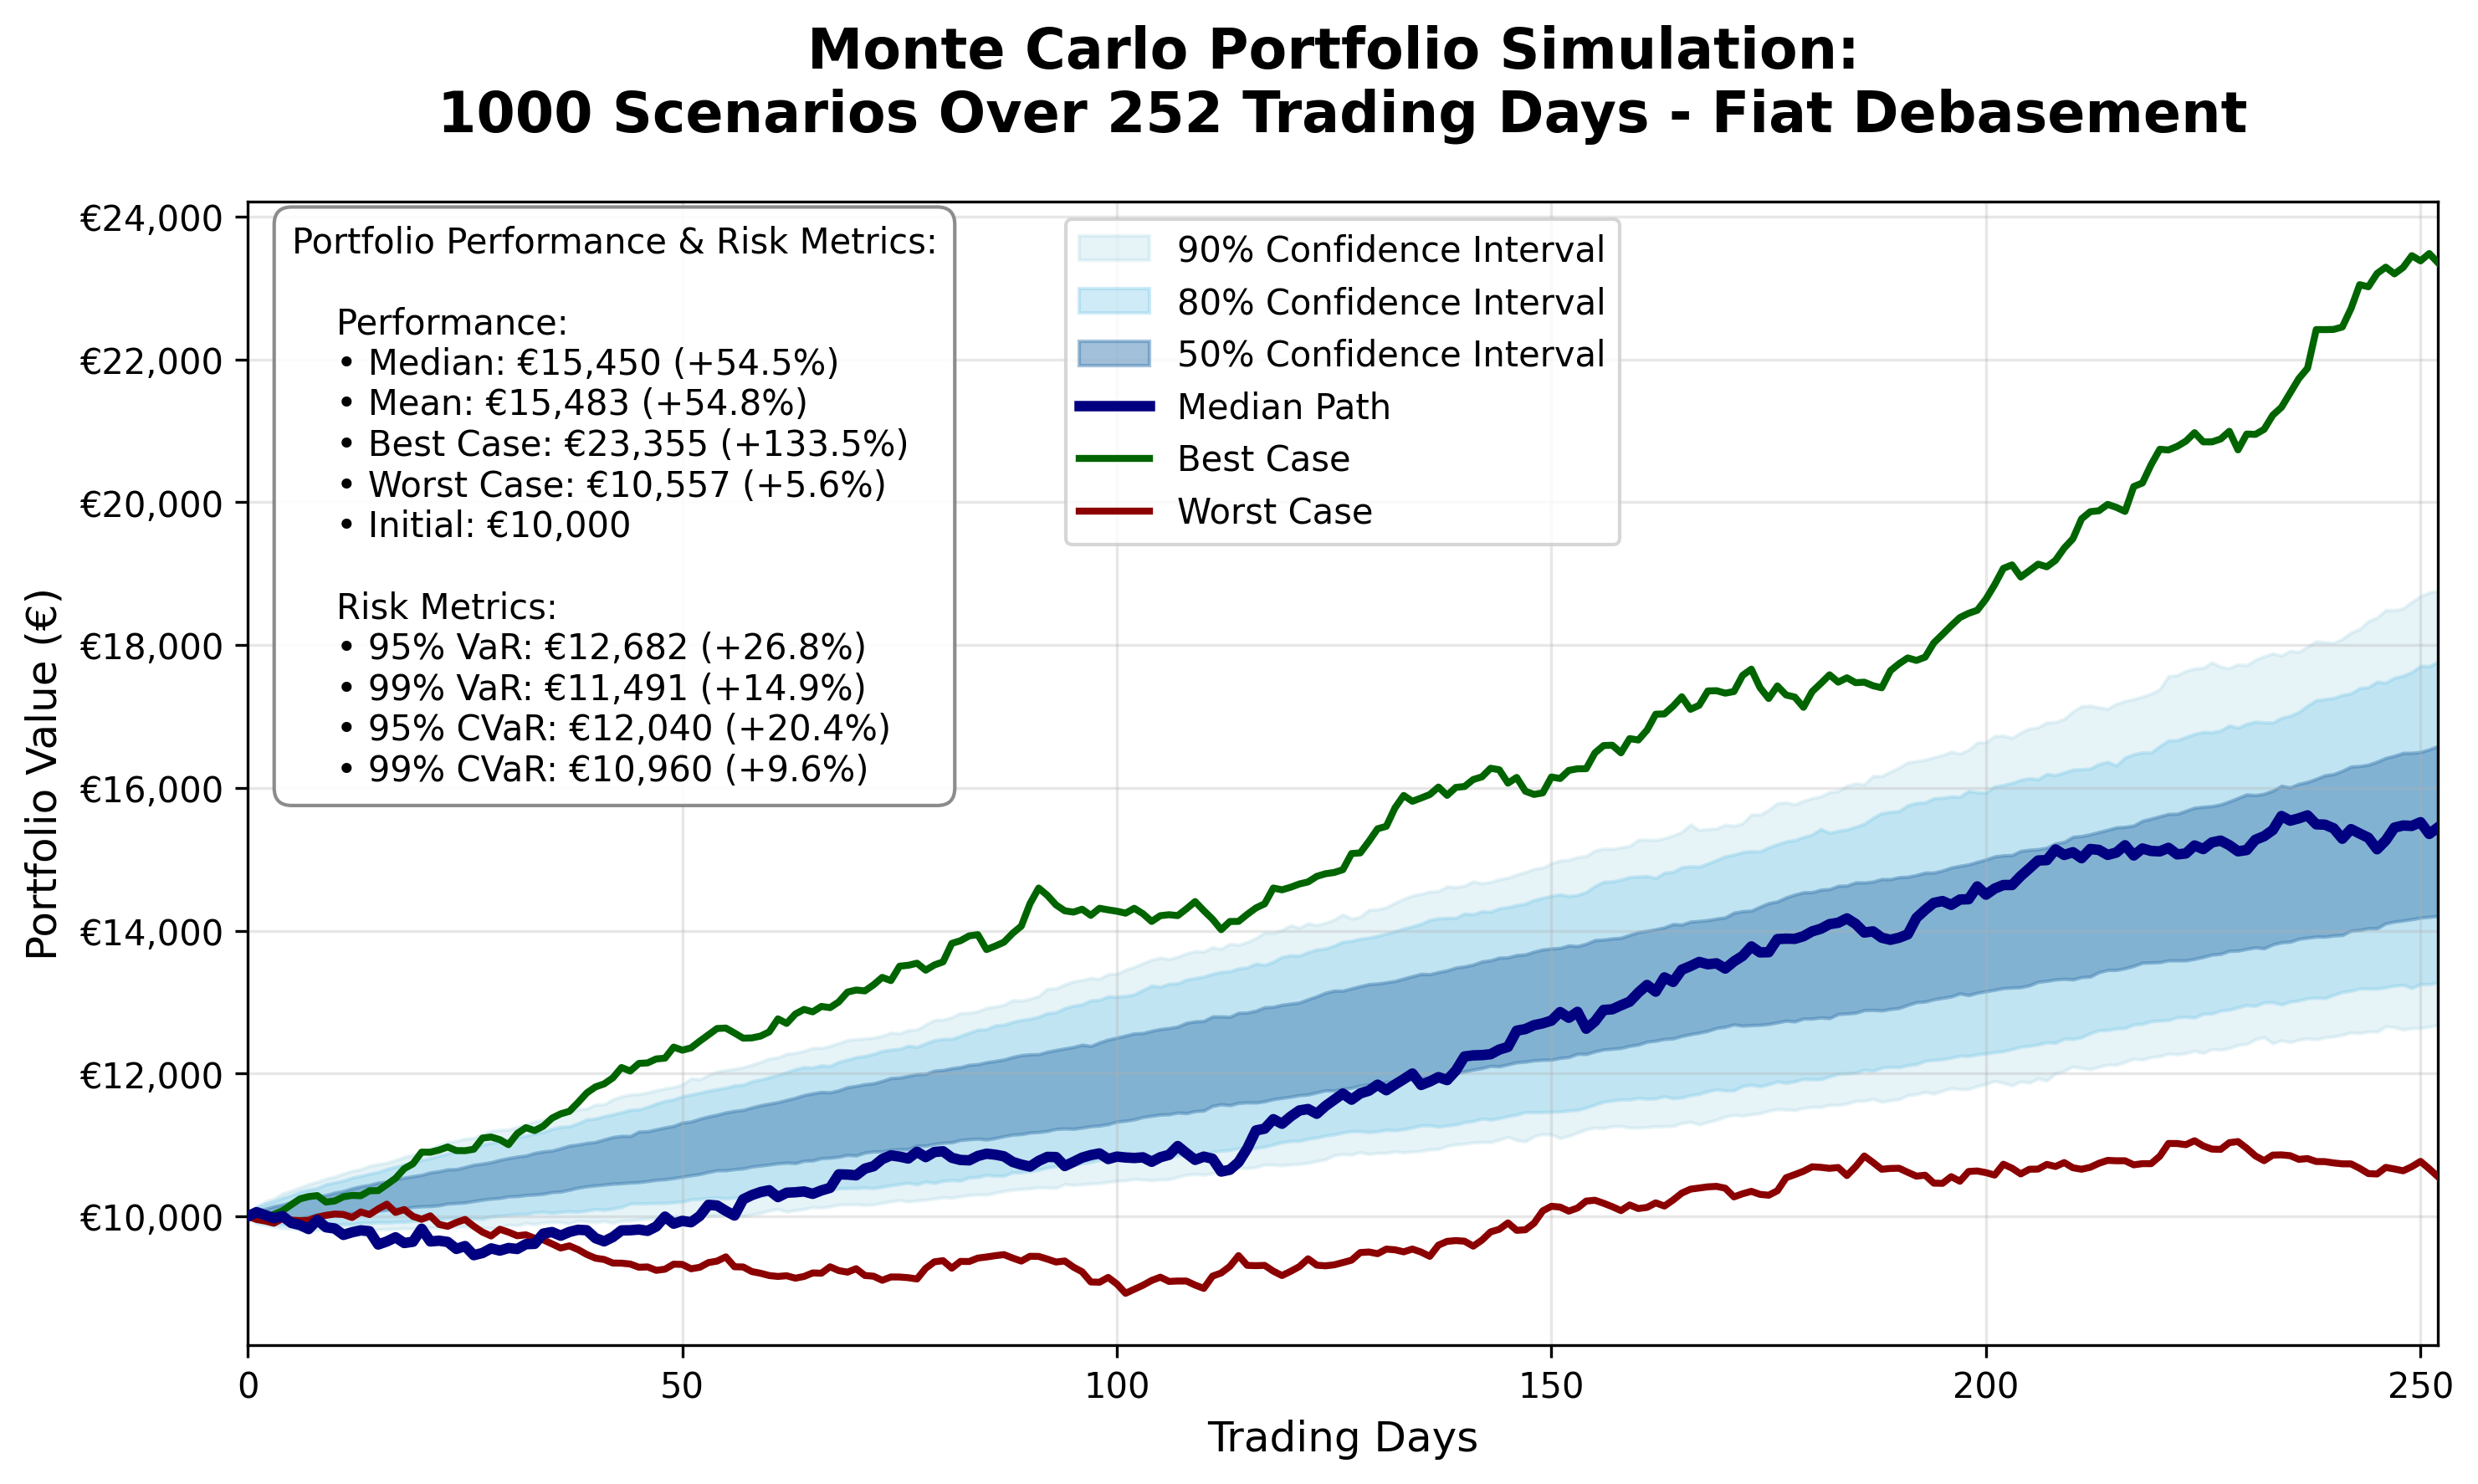 Monte Carlo Portfolio Simulation:
1000 Scenarios Over 252 Trading Days - Fiat Debasement
Portfolio Performance & Risk Metrics:
Performance:
• Median: €15,450 (+54.5%)
• Mean: €15,483 (+54.8%)
• Best Case: €23,355 (+133.5%)
• Worst Case: €10,557 (+5.6%)
• Initial: €10,000
Risk Metrics:
• 95% VaR: €12,682 (+26.8%)
• 99% VaR: €11,491 (+14.9%)
• 95% CVaR: €12,040 (+20.4%)
• 99% CVaR: €10,960 (+9.6%)
90% Confidence Interval
80% Confidence Interval
50% Confidence Interval
Median Path
Best Case
Worst Case
Portfolio Value (€)
€24,000
€22,000
€20,000
€18,000
€16,000
€14,000
€12,000
€10,000
0
50
100
150
200
250
Trading Days